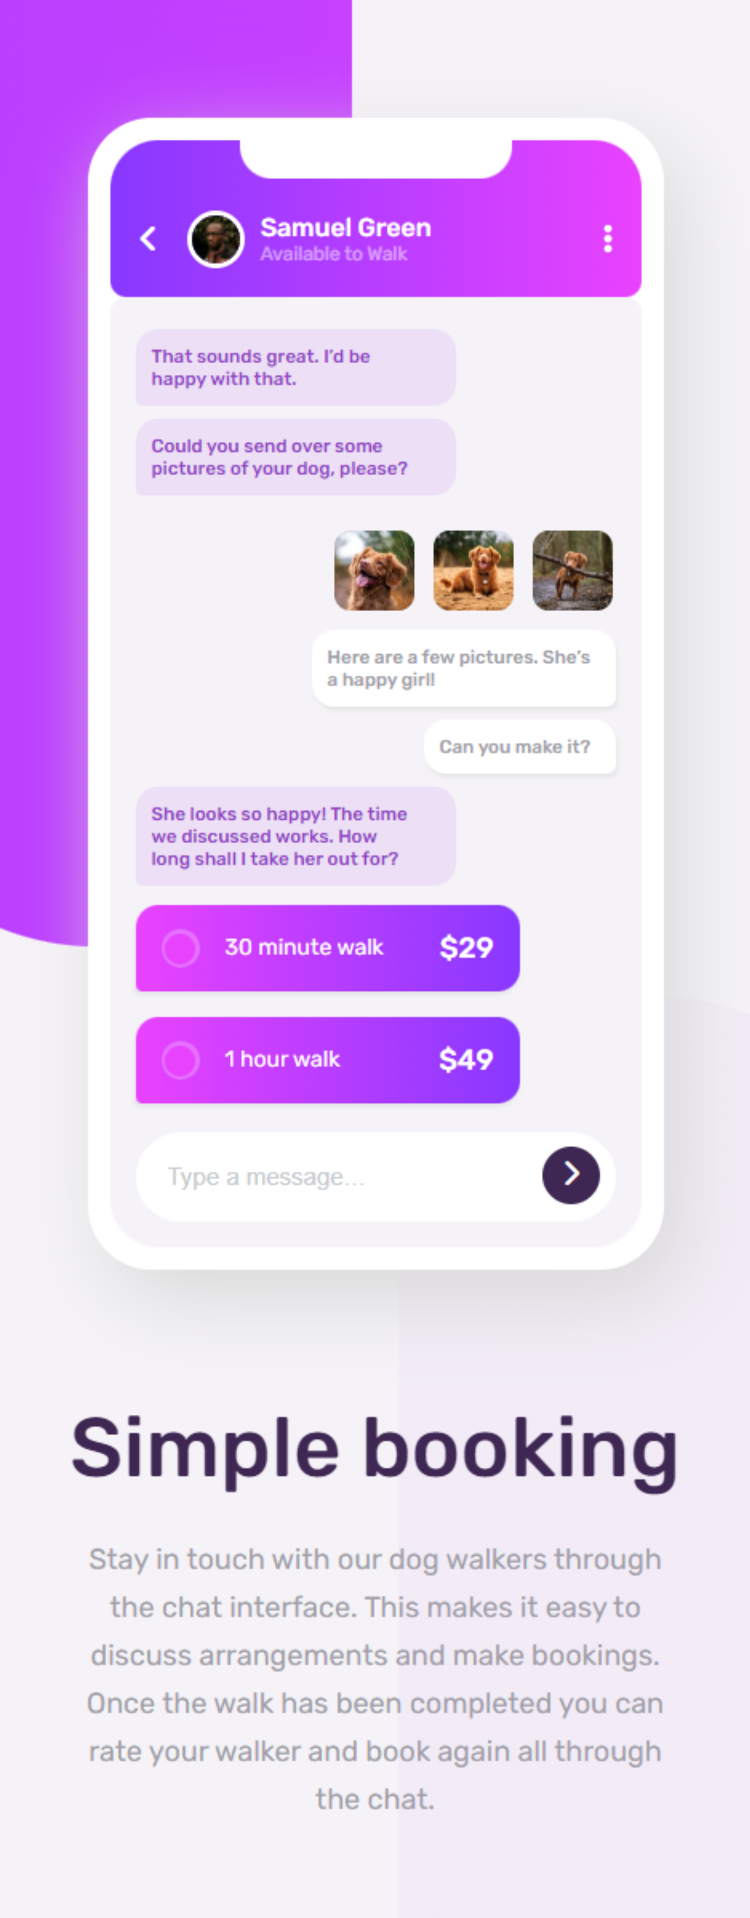 Samuel Green
Available to Walk
That sounds great. I’d be
happy with that.
Could you send over some
pictures of your dog, please?
Here are a few pictures. She’s
a happy girl!
Can you make it?
She looks so happy! The time
we discussed works. How
long shall I take her out for?
30 minute walk $29
1 hour walk $49
Type a message…
Simple booking
Stay in touch with our dog walkers through
the chat interface. This makes it easy to
discuss arrangements and make bookings.
Once the walk has been completed you can
rate your walker and book again all through
the chat.